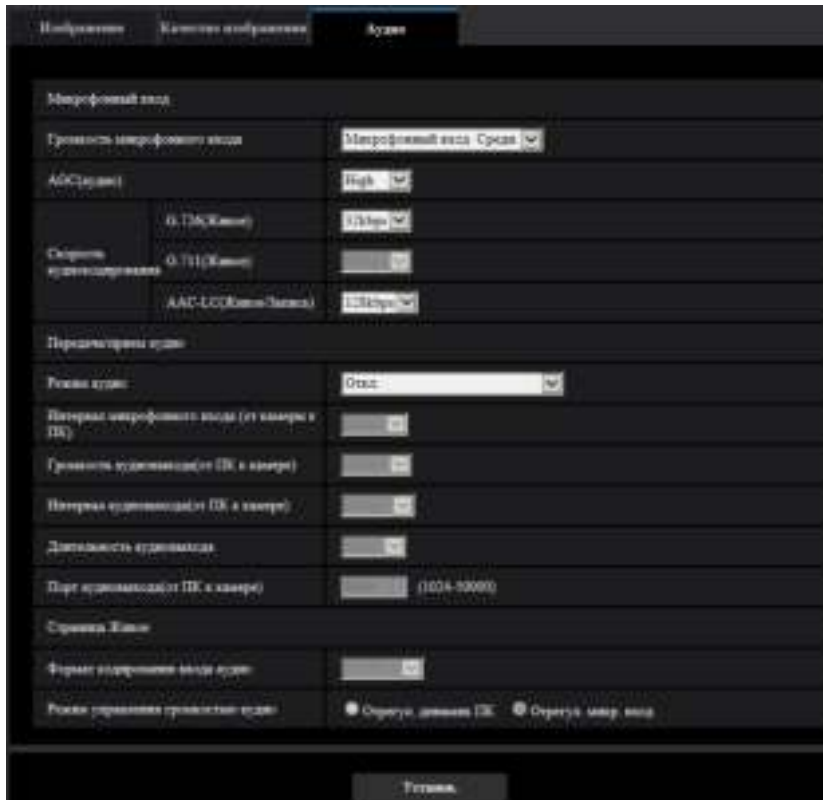 Изображение Качество изображения Аудио
Микрофонный вход
Громкость микрофонного входа Микрофонный вход Средн.
AGC(аудио) High
Скорость аудиокодирования
G.726(Живое) 32kbps
G.711(Живое)
AAC-LC(Живое/Запись)
Передача/прием аудио
Режим аудио Откл.
Интервал микрофонного входа (от камеры к ПК)
Громкость аудиовыхода(от ПК к камере)
Интервал аудиовыхода(от ПК к камере)
Длительность аудиовыхода
Порт аудиовыхода(от ПК к камере) (1024-50000)
Страница Живое
Формат кодирования входа аудио
Режим управления громкостью аудио Отрегул. динамик ПК Отрегул. микр. вход
Установ.